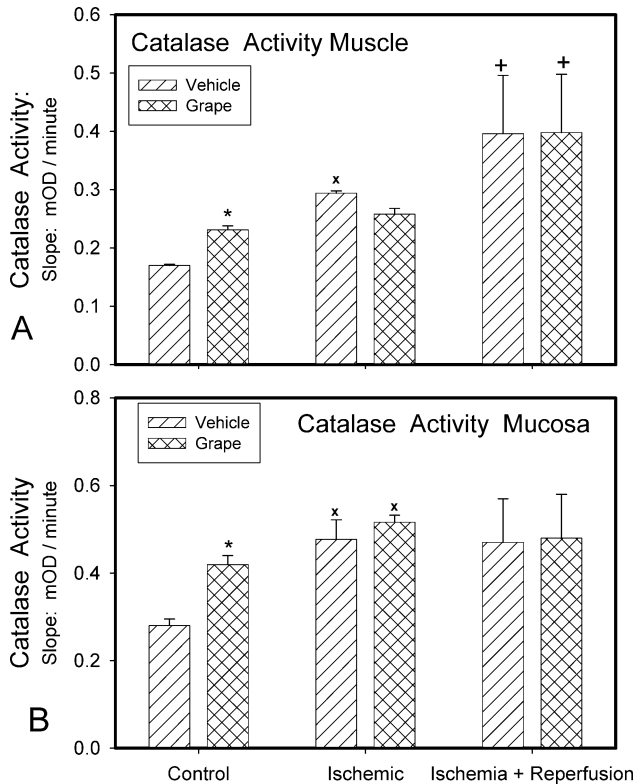 Catalase Activity Muscle
Vehicle
Grape
Catalase Activity:
Slope: mOD / minute
0.6
0.5
0.4
0.3
0.2
0.1
0.0
*
x
+
+
A
Catalase Activity Mucosa
Vehicle
Grape
Catalase Activity
Slope: mOD / minute
0.8
0.6
0.4
0.2
0.0
*
x
x
B
Control
Ischemic
Ischemia + Reperfusion